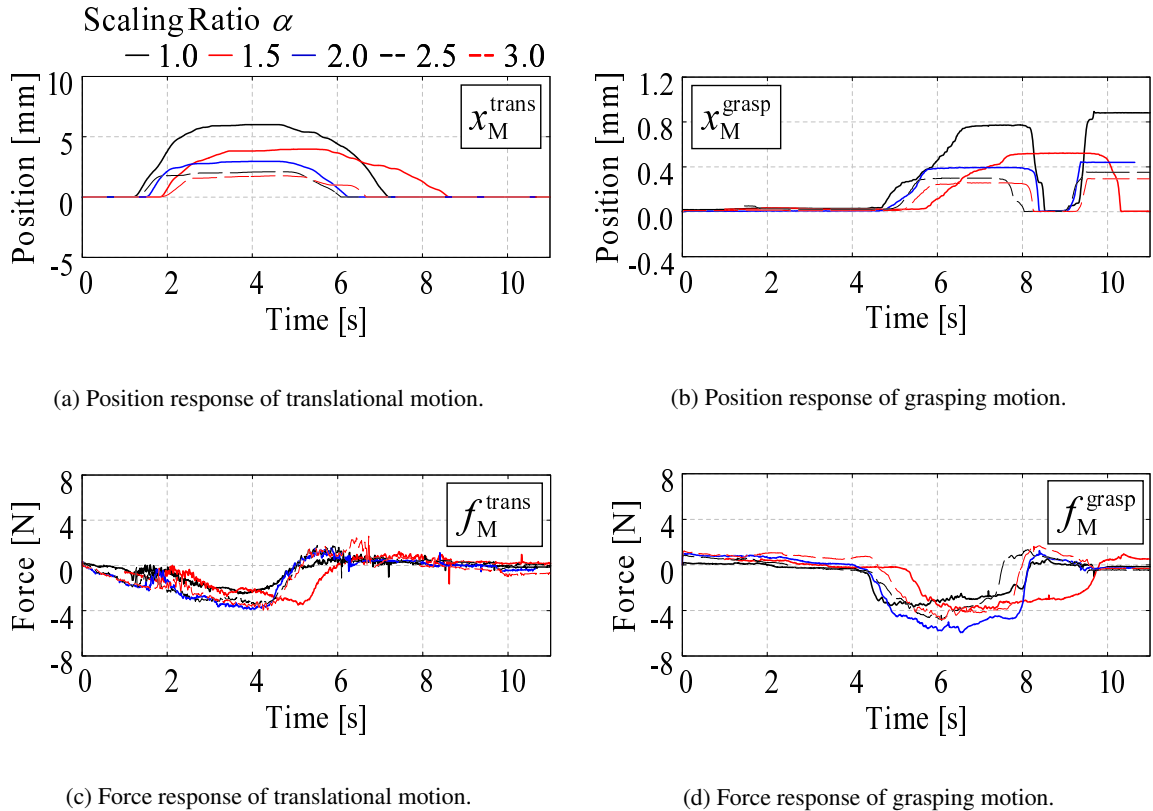 Scaling Ratio α
1.0 1.5 2.0 2.5 3.0
10
5
0
-5
Position [mm]
x_M^trans
0 2 4 6 8 10
Time [s]
1.2
0.8
0.4
0.0
-0.4
Position [mm]
x_M^grasp
0 2 4 6 8 10
Time [s]
(a) Position response of translational motion.
(b) Position response of grasping motion.
8
4
0
-4
-8
Force [N]
f_M^trans
0 2 4 6 8 10
Time [s]
8
4
0
-4
-8
Force [N]
f_M^grasp
0 2 4 6 8 10
Time [s]
(c) Force response of translational motion.
(d) Force response of grasping motion.